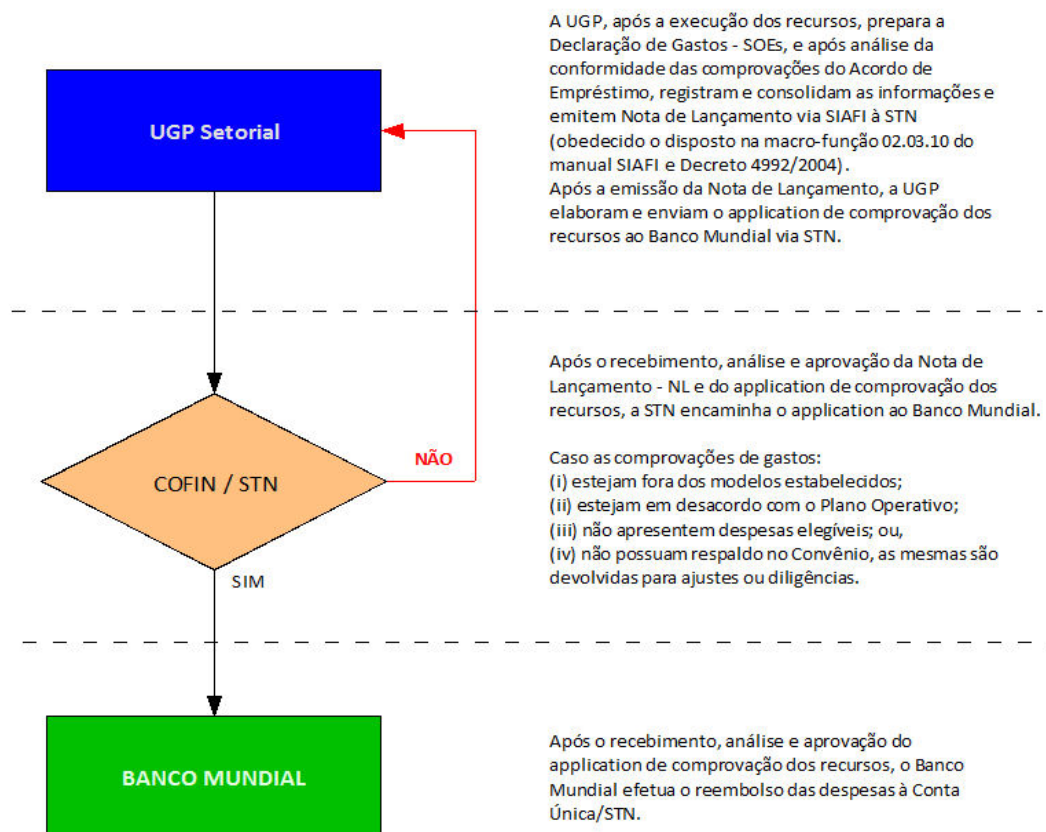 A UGP, após a execução dos recursos, prepara a
Declaração de Gastos - SOEs, e após análise da
conformidade das comprovações do Acordo de
Empréstimo, registram e consolidam as informações e
emitem Nota de Lançamento via SIAFI à STN
(obedecido o disposto na macro-função 02.03.10 do
manual SIAFI e Decreto 4992/2004).
Após a emissão da Nota de Lançamento, a UGP
elaboram e enviam o application de comprovação dos
recursos ao Banco Mundial via STN.
UGP Setorial
Após o recebimento, análise e aprovação da Nota de
Lançamento - NL e do application de comprovação dos
recursos, a STN encaminha o application ao Banco Mundial.
Caso as comprovações de gastos:
(i) estejam fora dos modelos estabelecidos;
(ii) estejam em desacordo com o Plano Operativo;
(iii) não apresentem despesas elegíveis; ou,
(iv) não possuam respaldo no Convênio, as mesmas são
devolvidas para ajustes ou diligências.
NÃO
COFIN / STN
SIM
Após o recebimento, análise e aprovação do
application de comprovação dos recursos, o Banco
Mundial efetua o reembolso das despesas à Conta
Única/STN.
BANCO MUNDIAL